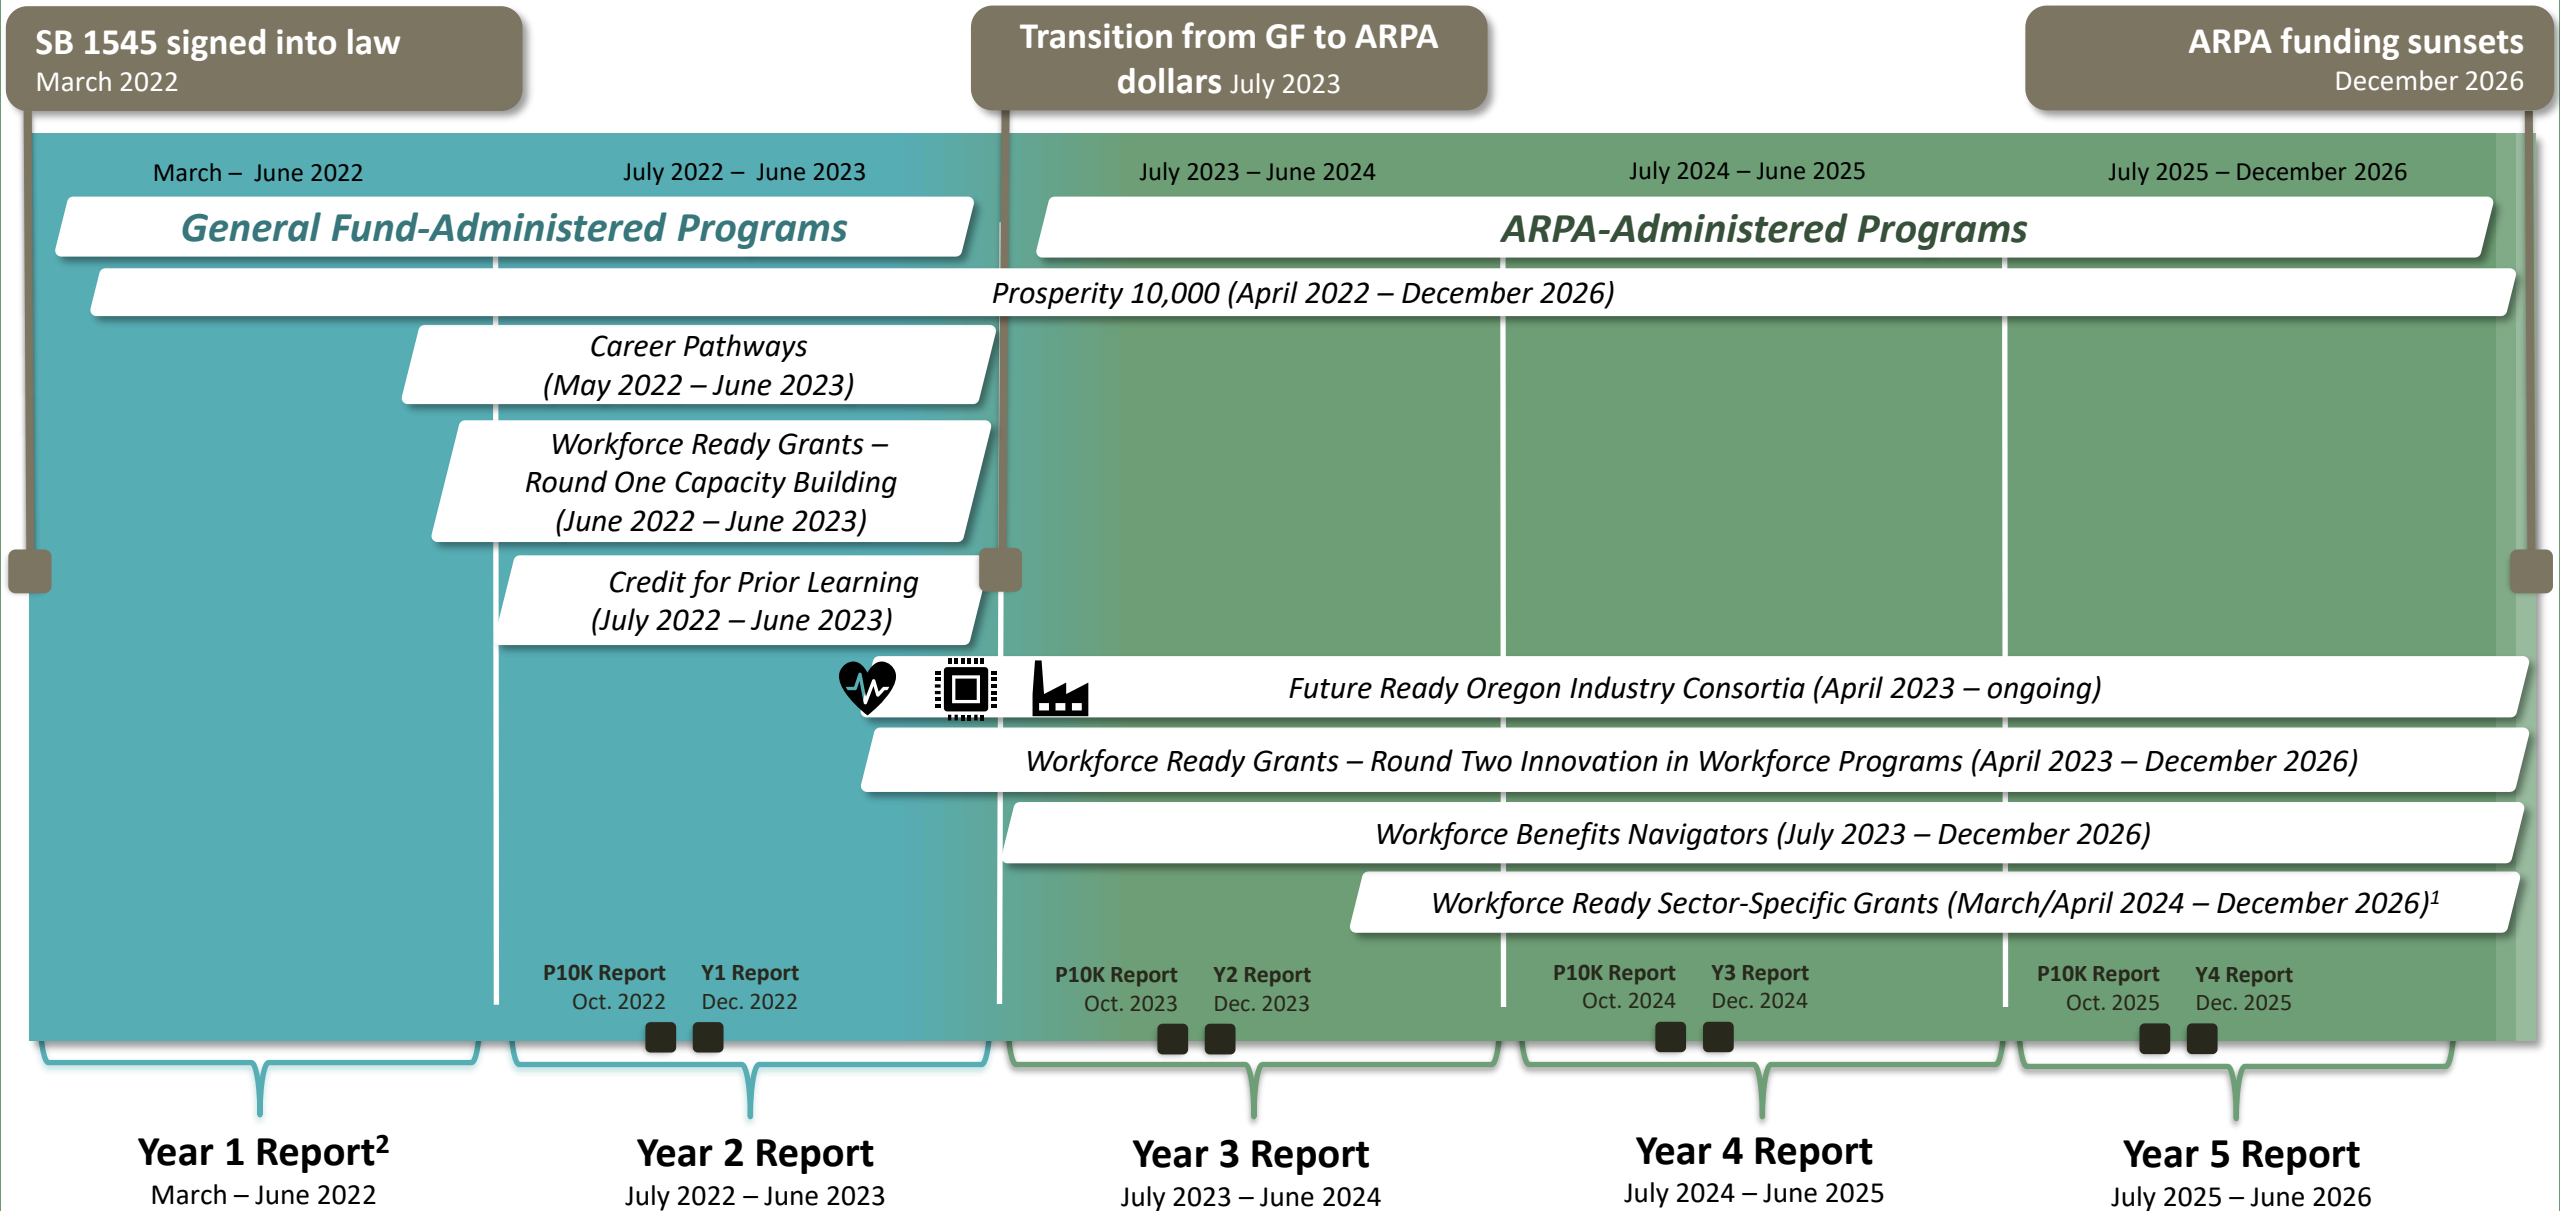 SB 1545 signed into law
March 2022
Transition from GF to ARPA
dollars July 2023
ARPA funding sunsets
December 2026
March – June 2022
July 2022 – June 2023
July 2023 – June 2024
July 2024 – June 2025
July 2025 – December 2026
General Fund-Administered Programs
ARPA-Administered Programs
Prosperity 10,000 (April 2022 – December 2026)
Career Pathways
(May 2022 – June 2023)
Workforce Ready Grants –
Round One Capacity Building
(June 2022 – June 2023)
Credit for Prior Learning
(July 2022 – June 2023)
Future Ready Oregon Industry Consortia (April 2023 – ongoing)
Workforce Ready Grants – Round Two Innovation in Workforce Programs (April 2023 – December 2026)
Workforce Benefits Navigators (July 2023 – December 2026)
Workforce Ready Sector-Specific Grants (March/April 2024 – December 2026)¹
P10K Report
Oct. 2022
Y1 Report
Dec. 2022
P10K Report
Oct. 2023
Y2 Report
Dec. 2023
P10K Report
Oct. 2024
Y3 Report
Dec. 2024
P10K Report
Oct. 2025
Y4 Report
Dec. 2025
Year 1 Report²
March – June 2022
Year 2 Report
July 2022 – June 2023
Year 3 Report
July 2023 – June 2024
Year 4 Report
July 2024 – June 2025
Year 5 Report
July 2025 – June 2026